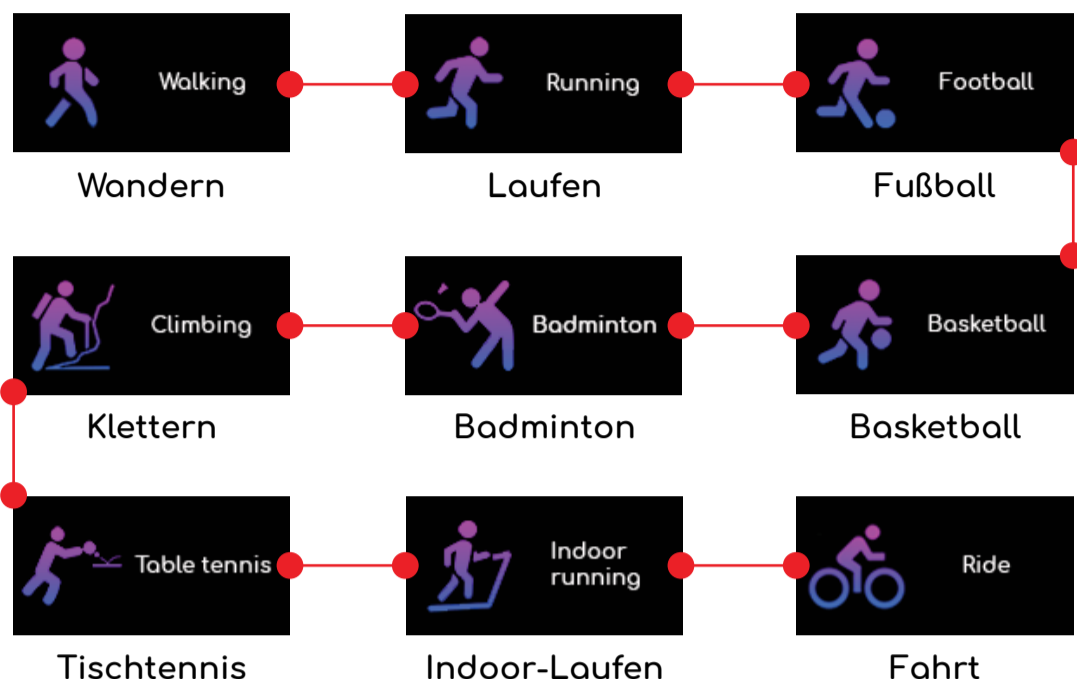 Walking
Running
Football
Wandern
Laufen
Fußball
Climbing
Badminton
Basketball
Klettern
Badminton
Basketball
Table tennis
Indoor
running
Ride
Tischtennis
Indoor-Laufen
Fahrt